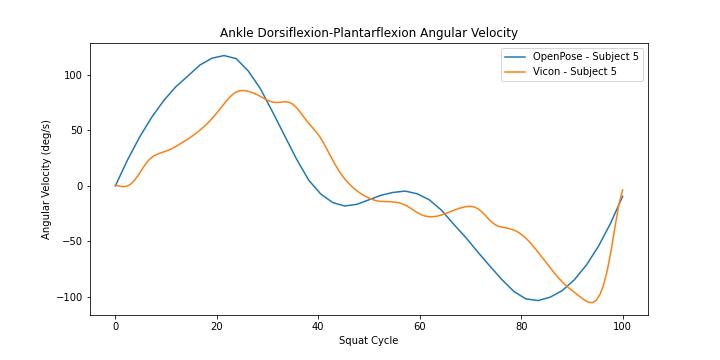 Ankle Dorsiflexion-Plantarflexion Angular Velocity
OpenPose - Subject 5
Vicon - Subject 5
Angular Velocity (deg/s)
100
50
0
−50
−100
0 20 40 60 80 100
Squat Cycle